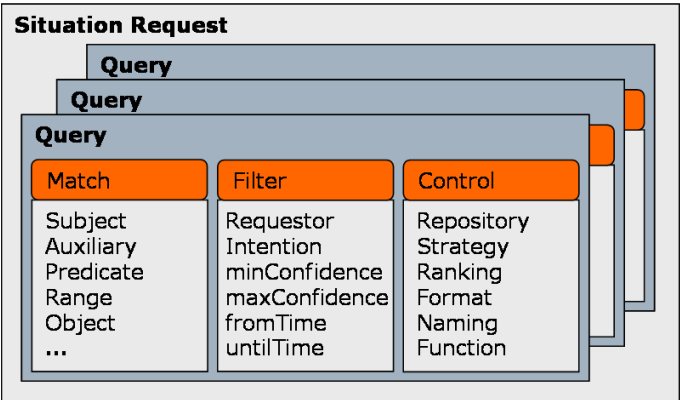 Situation Request
Query
Query
Query
Match
Subject
Auxiliary
Predicate
Range
Object
...
Filter
Requestor
Intention
minConfidence
maxConfidence
fromTime
untilTime
Control
Repository
Strategy
Ranking
Format
Naming
Function